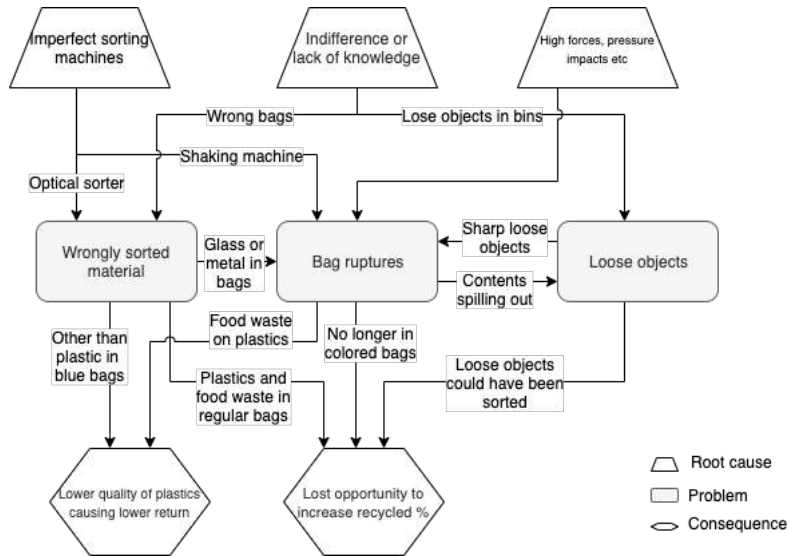 Imperfect sorting
machines
Indifference or
lack of knowledge
High forces, pressure
impacts etc
Wrong bags
Lose objects in bins
Shaking machine
Optical sorter
Wrongly sorted
material
Glass or
metal in
bags
Bag ruptures
Sharp loose
objects
Contents
spilling out
Loose objects
Other than
plastic in
blue bags
Food waste
on plastics
No longer in
colored bags
Plastics and
food waste in
regular bags
Loose objects
could have been
sorted
Lower quality of plastics
causing lower return
Lost opportunity to
increase recycled %
Root cause
Problem
Consequence